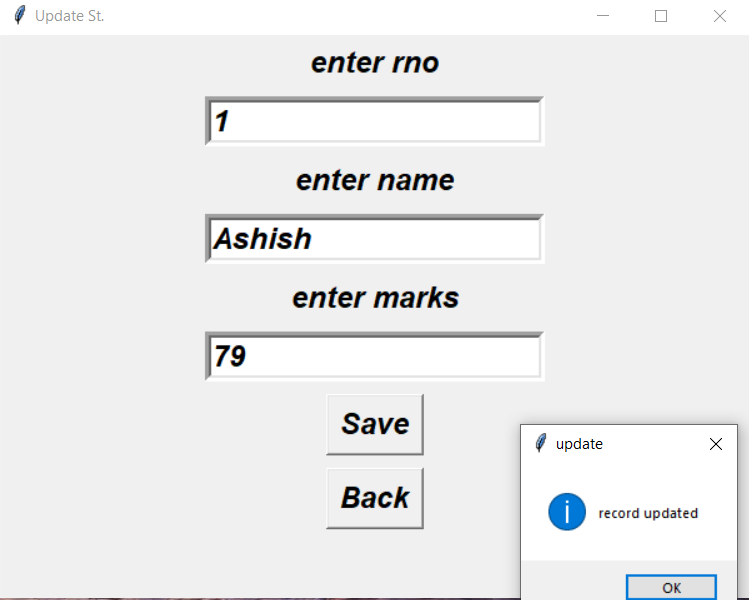 Update St.
enter rno
1
enter name
Ashish
enter marks
79
Save
Back
update
record updated
OK